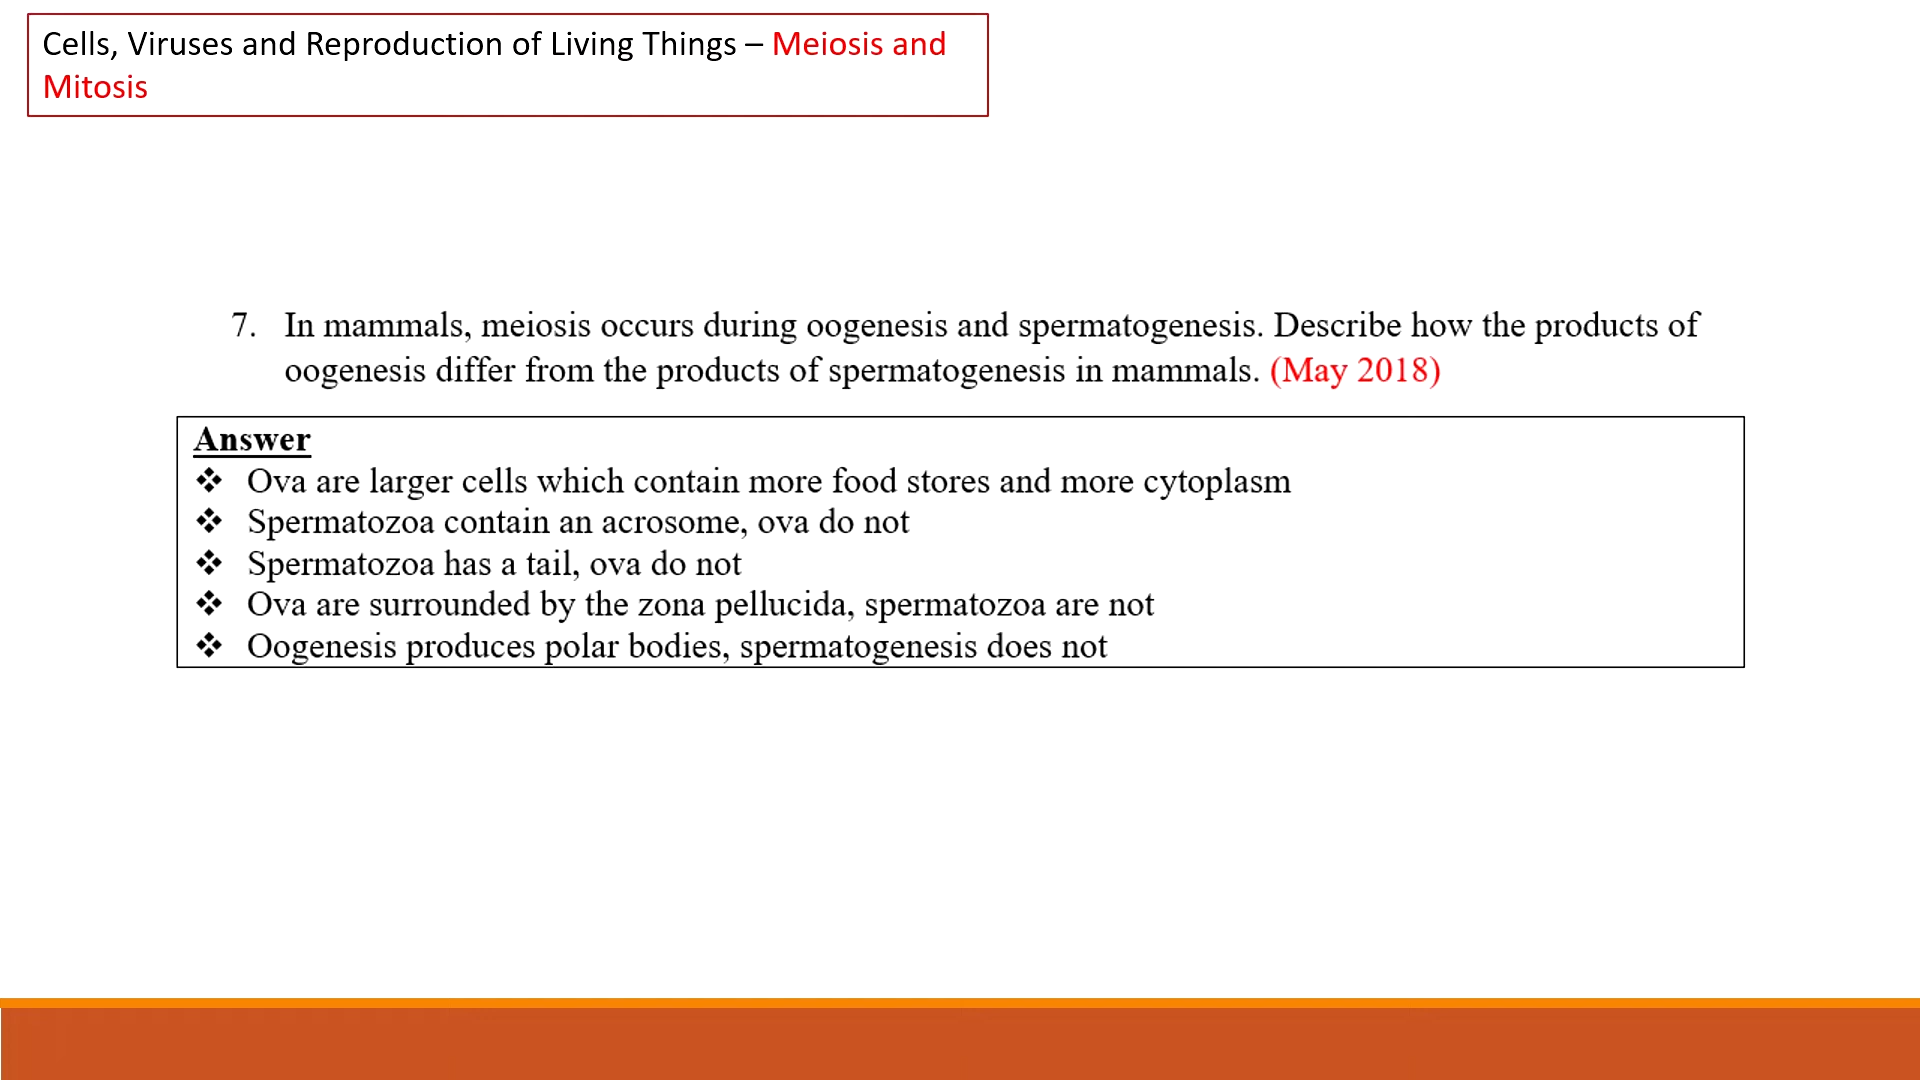 Cells, Viruses and Reproduction of Living Things – Meiosis and
Mitosis
7. In mammals, meiosis occurs during oogenesis and spermatogenesis. Describe how the products of
oogenesis differ from the products of spermatogenesis in mammals. (May 2018)
Answer
❖ Ova are larger cells which contain more food stores and more cytoplasm
❖ Spermatozoa contain an acrosome, ova do not
❖ Spermatozoa has a tail, ova do not
❖ Ova are surrounded by the zona pellucida, spermatozoa are not
❖ Oogenesis produces polar bodies, spermatogenesis does not